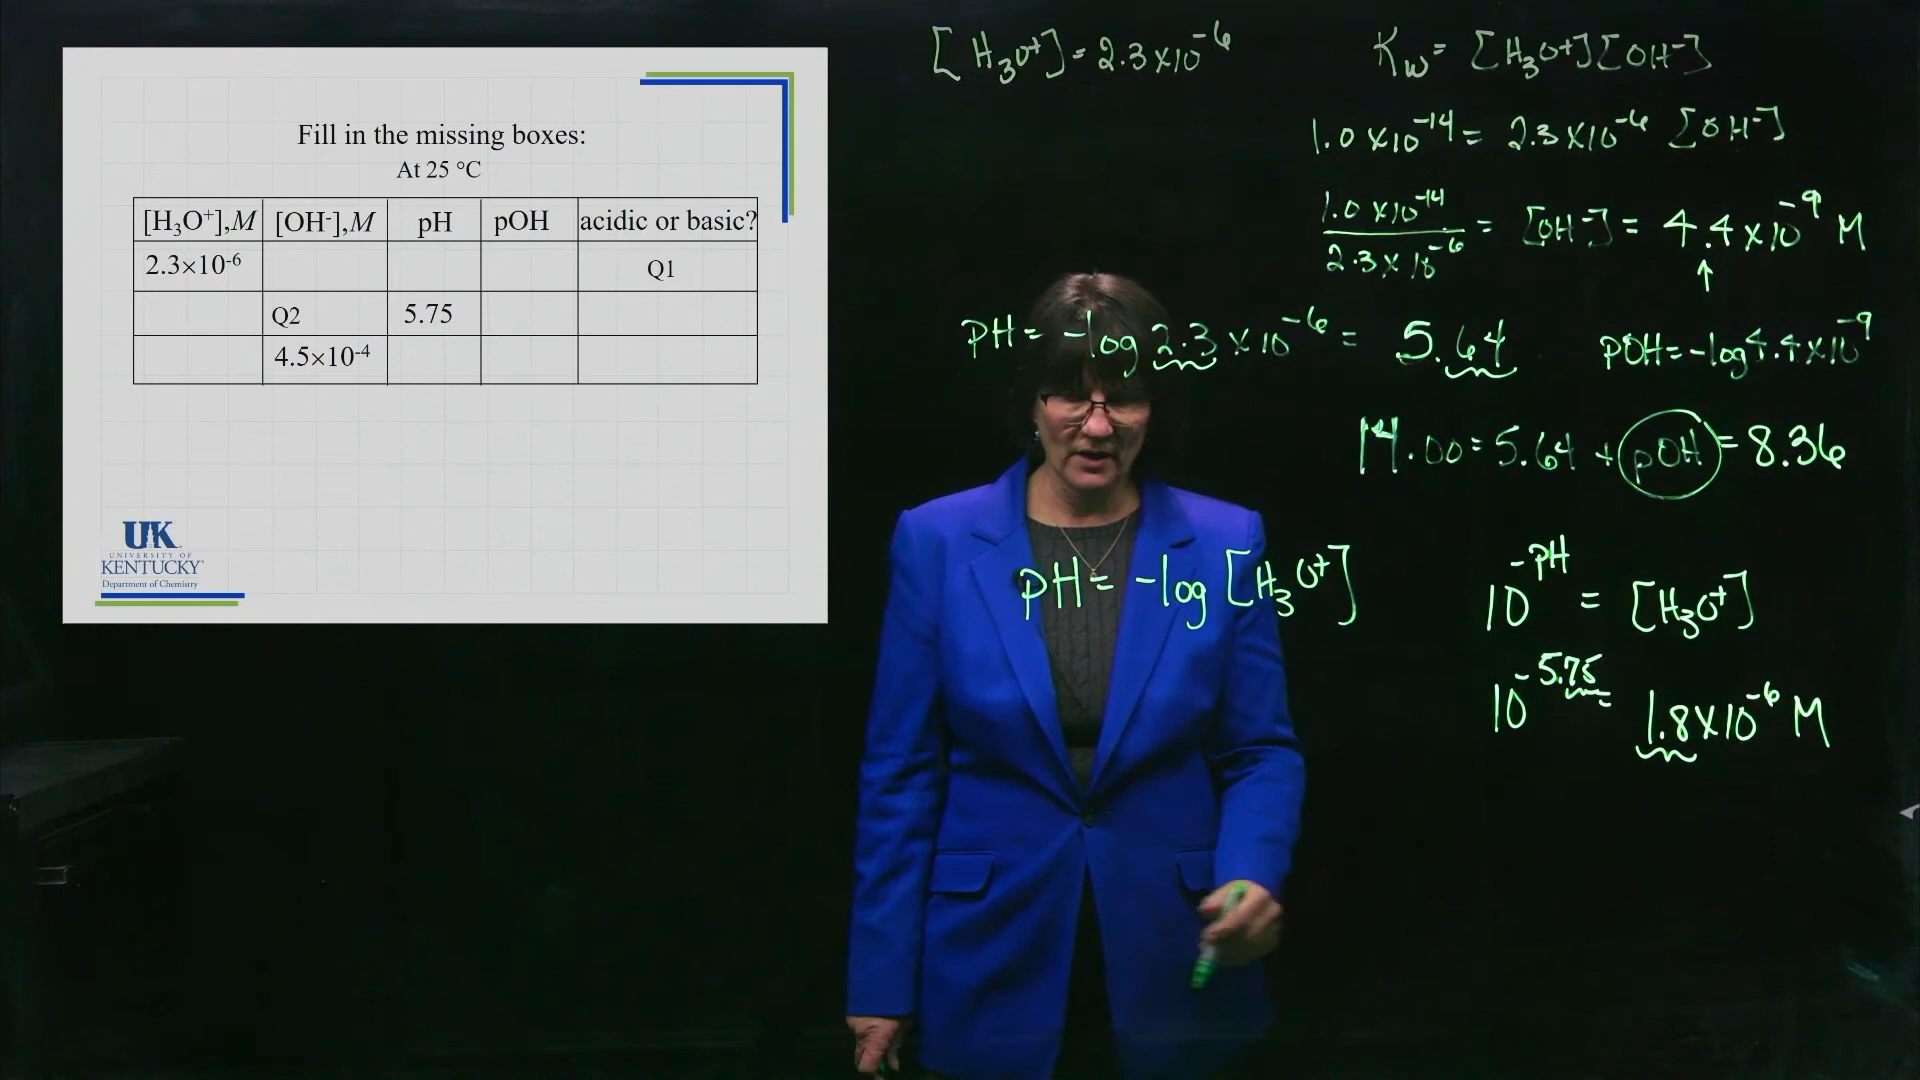 Fill in the missing boxes:
At 25 °C
[H₃O⁺],M [OH⁻],M pH pOH acidic or basic?
2.3×10⁻⁶ Q1
Q2 5.75
4.5×10⁻⁴
UK
UNIVERSITY OF
KENTUCKY
Department of Chemistry
[H₃O⁺] = 2.3×10⁻⁶
Kw = [H₃O⁺][OH⁻]
1.0×10⁻¹⁴ = 2.3×10⁻⁶ [OH⁻]
1.0×10⁻¹⁴ / 2.3×10⁻⁶ = [OH⁻] = 4.4×10⁻⁹ M
pH = -log 2.3×10⁻⁶ = 5.64
pOH = -log 4.4×10⁻⁹
14.00 = 5.64 + pOH = 8.36
pH = -log [H₃O⁺]
10⁻ᵖᴴ = [H₃O⁺]
10⁻⁵·⁷⁵ = 1.8×10⁻⁶ M